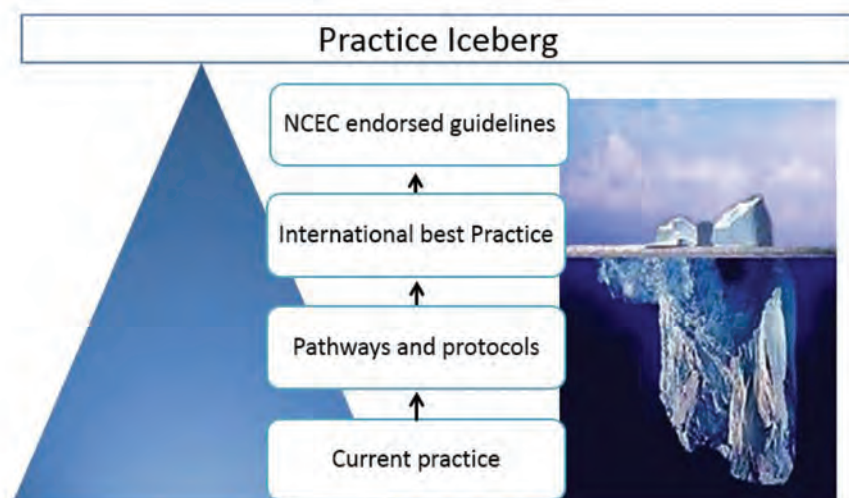 Practice Iceberg
NCEC endorsed guidelines
International best Practice
Pathways and protocols
Current practice